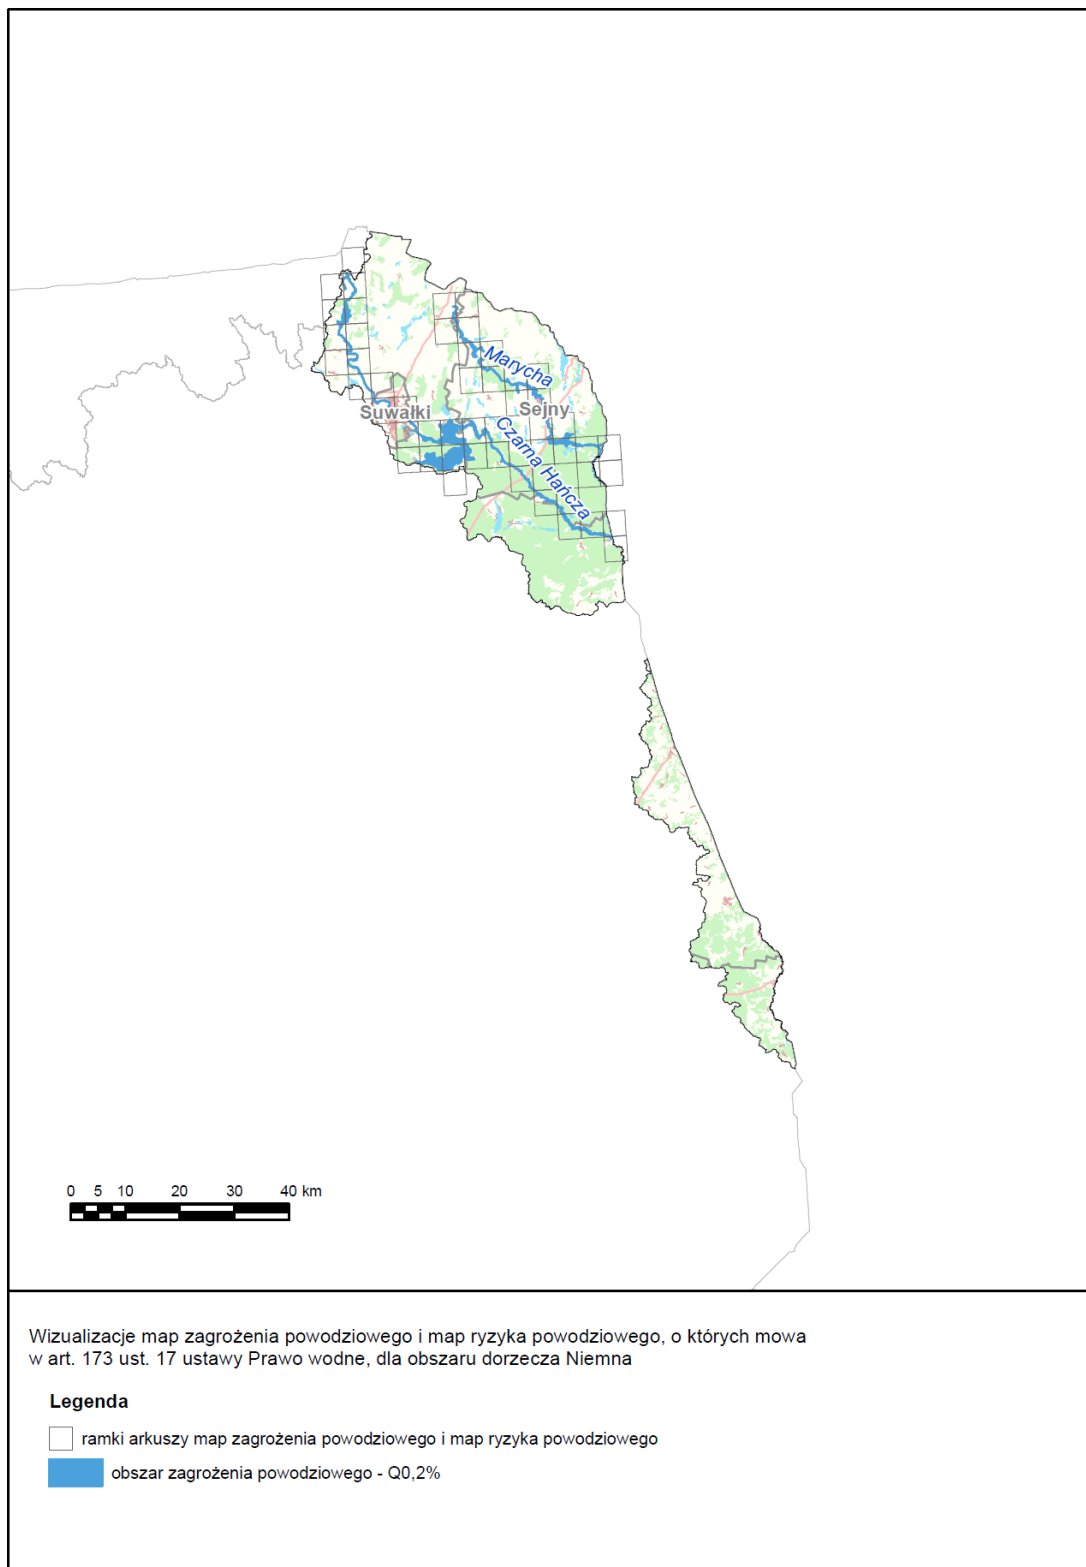 Marycha
Suwałki
Sejny
Czarna Hańcza
0 5 10 20 30 40 km
Wizualizacje map zagrożenia powodziowego i map ryzyka powodziowego, o których mowa
w art. 173 ust. 17 ustawy Prawo wodne, dla obszaru dorzecza Niemna
Legenda
ramki arkuszy map zagrożenia powodziowego i map ryzyka powodziowego
obszar zagrożenia powodziowego - Q0,2%